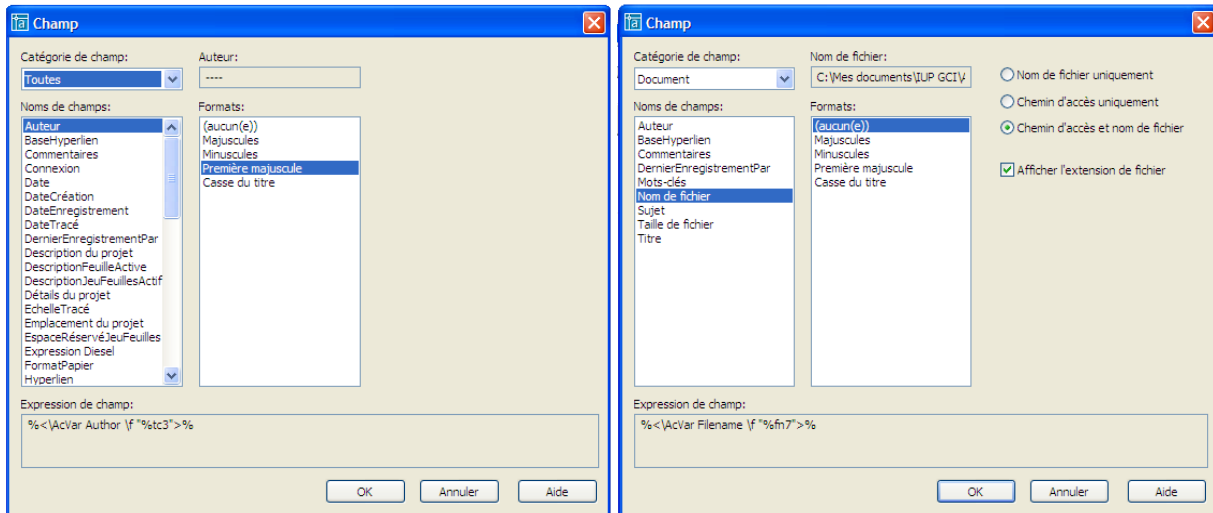 Champ
Catégorie de champ:
Auteur:
Toutes
----
Noms de champs:
Formats:
Auteur
BaseHyperlien
Commentaires
Connexion
Date
DateCréation
DateEnregistrement
DateTracé
DernierEnregistrementPar
Description du projet
DescriptionFeuilleActive
DescriptionJeuFeuillesActif
Détails du projet
EchelleTracé
Emplacement du projet
EspaceRéservéJeuFeuilles
Expression Diesel
FormatPapier
Hyperlien
(aucun(e))
Majuscules
Minuscules
Première majuscule
Casse du titre
Expression de champ:
%<\AcVar Author \f "%tc3">%
OK
Annuler
Aide
Champ
Catégorie de champ:
Nom de fichier:
Document
C:\Mes documents\IUP GCI\
Noms de champs:
Formats:
Auteur
BaseHyperlien
Commentaires
DernierEnregistrementPar
Mots-clés
Nom de fichier
Sujet
Taille de fichier
Titre
(aucun(e))
Majuscules
Minuscules
Première majuscule
Casse du titre
Nom de fichier uniquement
Chemin d'accès uniquement
Chemin d'accès et nom de fichier
Afficher l'extension de fichier
Expression de champ:
%<\AcVar Filename \f "%fn7">%
OK
Annuler
Aide